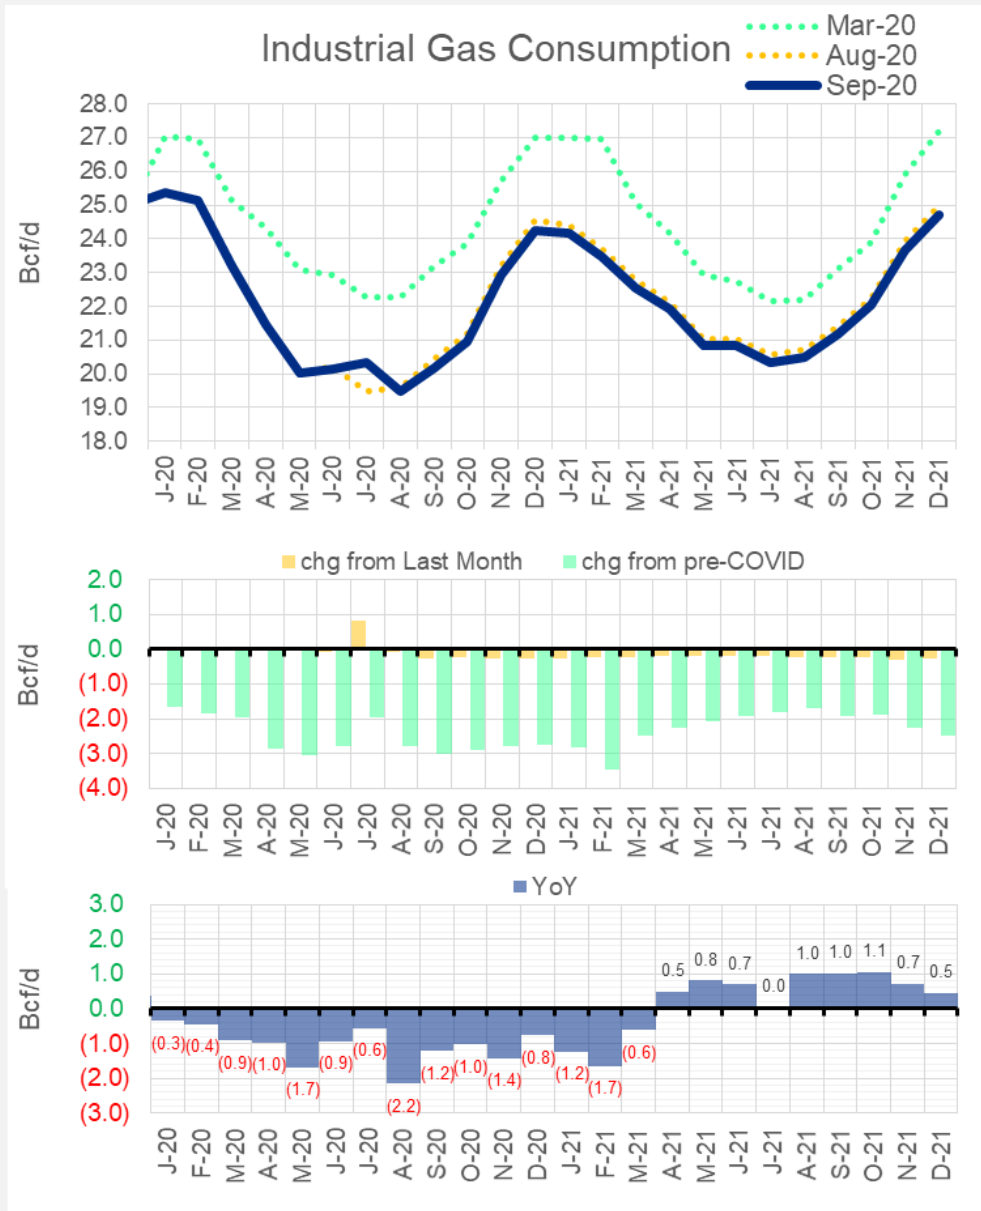 Industrial Gas Consumption
Mar-20
Aug-20
Sep-20
Bcf/d
28.0
27.0
26.0
25.0
24.0
23.0
22.0
21.0
20.0
19.0
18.0
J-20 F-20 M-20 A-20 M-20 J-20 J-20 A-20 S-20 O-20 N-20 D-20 J-21 F-21 M-21 A-21 M-21 J-21 J-21 A-21 S-21 O-21 N-21 D-21
chg from Last Month chg from pre-COVID
Bcf/d
2.0
1.0
0.0
(1.0)
(2.0)
(3.0)
(4.0)
J-20 F-20 M-20 A-20 M-20 J-20 J-20 A-20 S-20 O-20 N-20 D-20 J-21 F-21 M-21 A-21 M-21 J-21 J-21 A-21 S-21 O-21 N-21 D-21
YoY
Bcf/d
3.0
2.0
1.0
0.0
(1.0)
(2.0)
(3.0)
(0.3) (0.4) (0.9) (1.0) (1.7) (0.9) (0.6) (2.2) (1.2) (1.0) (1.4) (0.8) (1.2) (1.7) (0.6) 0.5 0.8 0.7 0.0 1.0 1.0 1.1 0.7 0.5
J-20 F-20 M-20 A-20 M-20 J-20 J-20 A-20 S-20 O-20 N-20 D-20 J-21 F-21 M-21 A-21 M-21 J-21 J-21 A-21 S-21 O-21 N-21 D-21